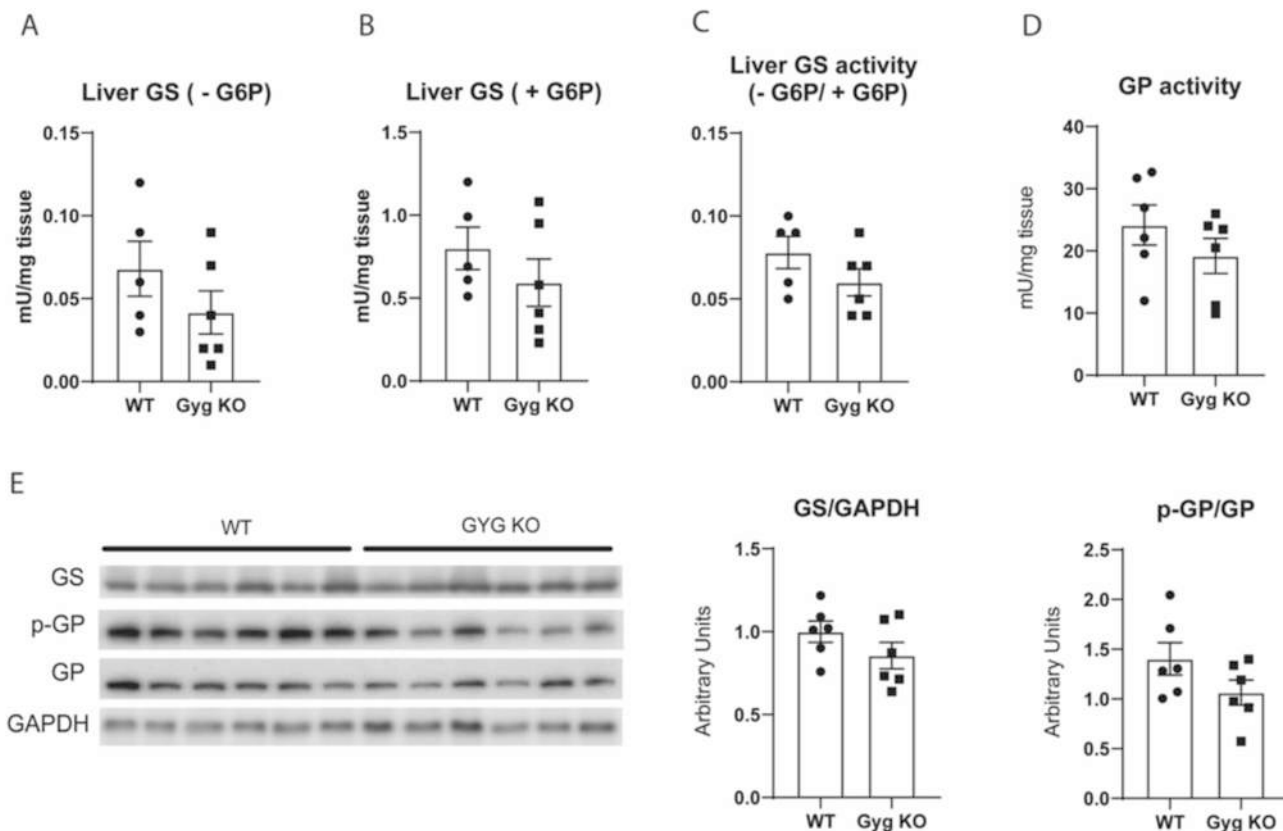 A
Liver GS ( - G6P)
mU/mg tissue
0.15
0.10
0.05
0.00
WT Gyg KO
B
Liver GS ( + G6P)
mU/mg tissue
1.5
1.0
0.5
0.0
WT Gyg KO
C
Liver GS activity
(- G6P/ + G6P)
0.15
0.10
0.05
0.00
WT Gyg KO
D
GP activity
mU/mg tissue
40
30
20
10
0
WT Gyg KO
E
WT GYG KO
GS
p-GP
GP
GAPDH
GS/GAPDH
Arbitrary Units
1.5
1.0
0.5
0.0
WT Gyg KO
p-GP/GP
Arbitrary Units
2.5
2.0
1.5
1.0
0.5
0.0
WT Gyg KO